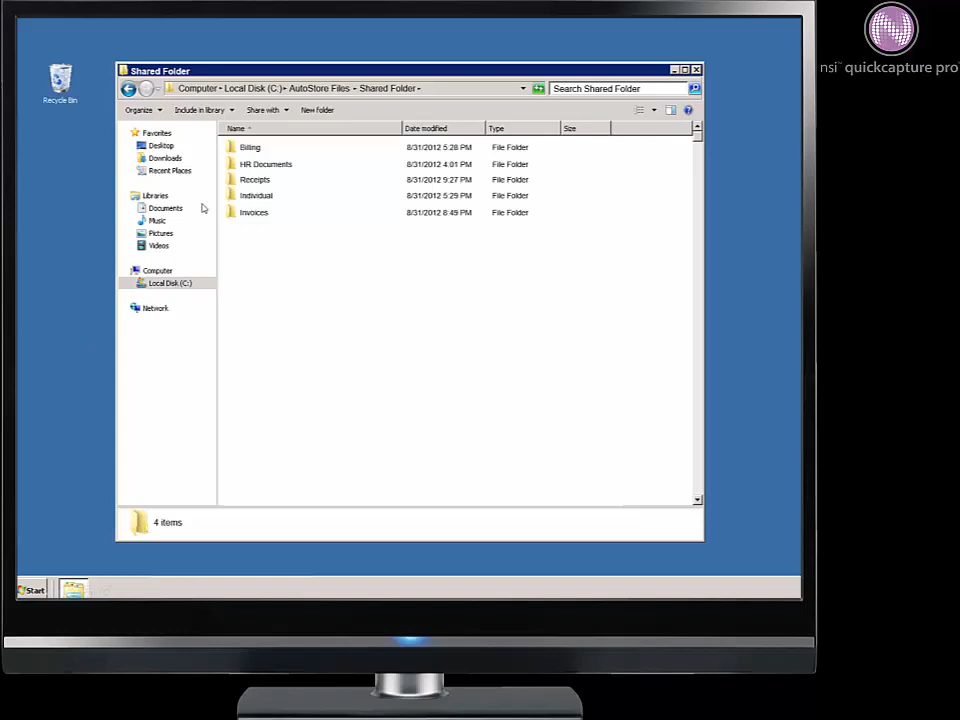 nsi™ quickcapture pro
Recycle Bin
Shared Folder
Computer - Local Disk (C:) - AutoStore Files - Shared Folder -
Search Shared Folder
Organize Include in library Share with New folder
Name Date modified Type Size
Favorites
Desktop
Downloads
Recent Places
Libraries
Documents
Music
Pictures
Videos
Computer
Local Disk (C:)
Network
Billing 8/31/2012 5:28 PM File Folder
HR Documents 8/31/2012 4:01 PM File Folder
Receipts 8/31/2012 9:27 PM File Folder
Individual 8/31/2012 5:29 PM File Folder
Invoices 8/31/2012 8:49 PM File Folder
4 items
Start